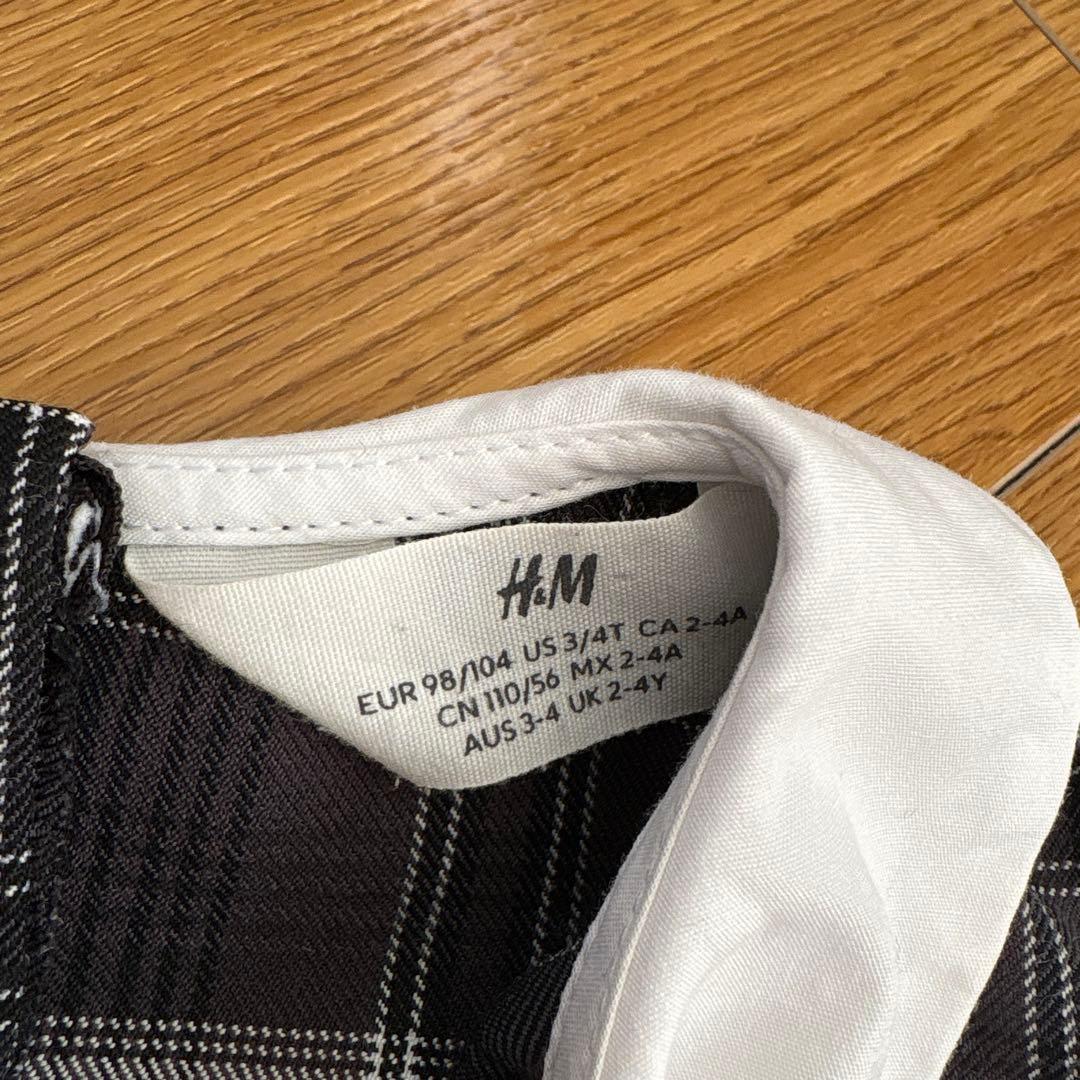 H&M
EUR 98/104 US 3/4T CA 2-4A
CN 110/56 MX 2-4A
AUS 3-4 UK 2-4Y